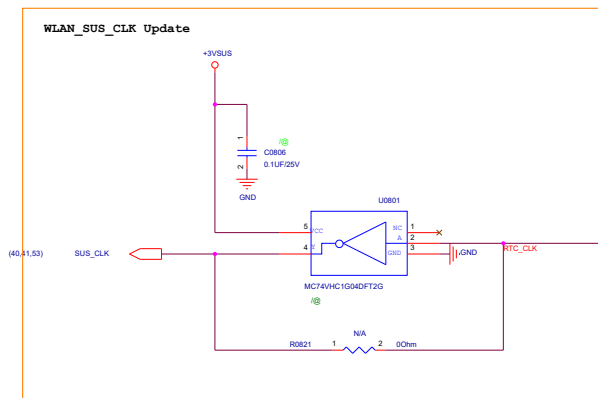 WLAN_SUS_CLK Update
+3VSUS
1
/@
C0806
2
0.1UF/25V
GND
U0801
5
VCC
NC
1
A
2
(40,41,53)
SUS_CLK
4
Y
GND
3
GND
RTC_CLK
MC74VHC1G04DFT2G
/@
N/A
R0821
1
2
0Ohm